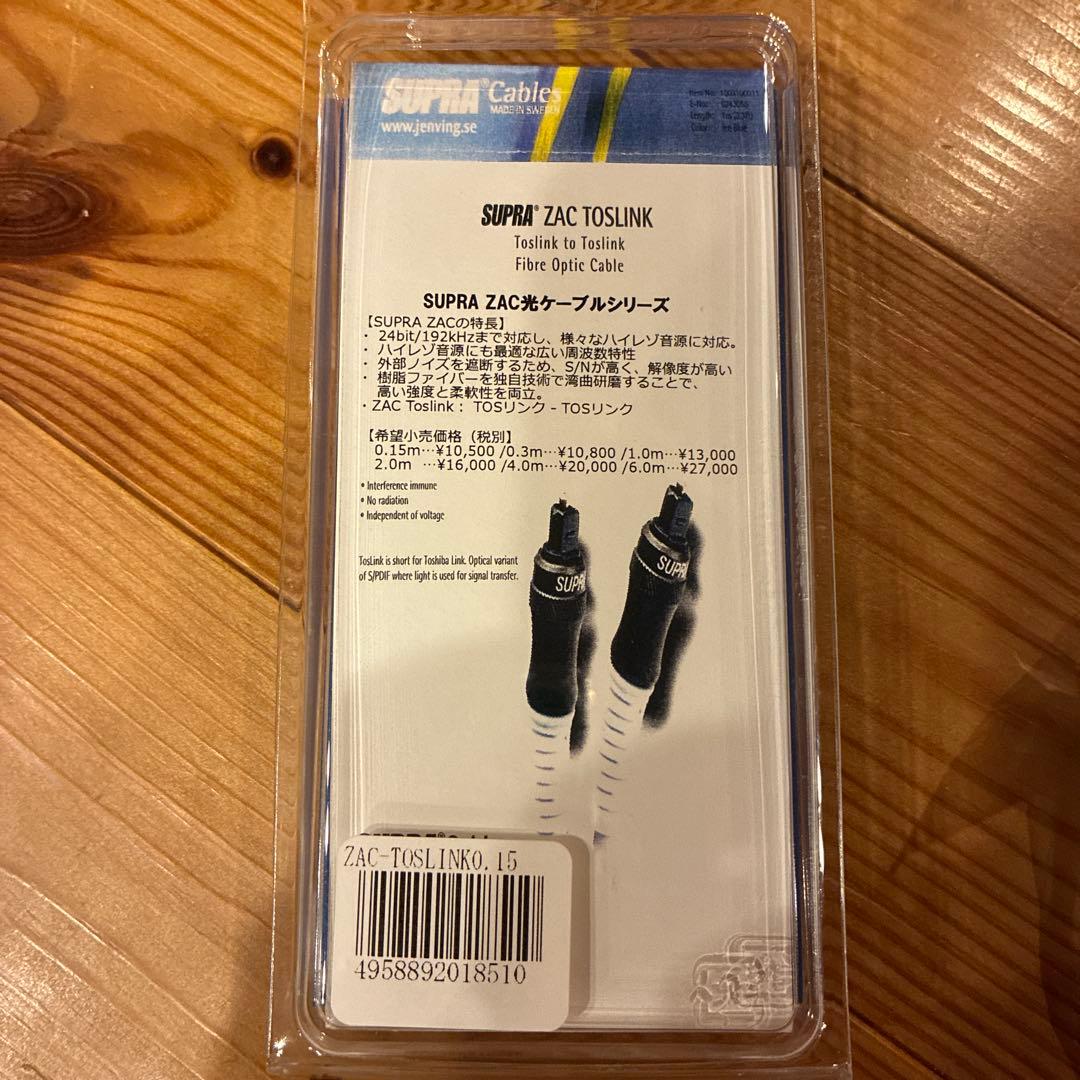 SUPRA® Cables
MADE IN SWEDEN
www.jenving.se
Item No:
E-No:
Length:
Color: Ice Blue
SUPRA® ZAC TOSLINK
Toslink to Toslink
Fibre Optic Cable
SUPRA ZAC光ケーブルシリーズ
【SUPRA ZACの特長】
・ 24bit/192kHzまで対応し、様々なハイレゾ音源に対応。
・ ハイレゾ音源にも最適な広い周波数特性
・ 外部ノイズを遮断するため、S/Nが高く、解像度が高い
・ 樹脂ファイバーを独自技術で湾曲研磨することで、
高い強度と柔軟性を両立。
・ZAC Toslink： TOSリンク – TOSリンク
【希望小売価格（税別】
0.15m…¥10,500 /0.3m…¥10,800 /1.0m…¥13,000
2.0m …¥16,000 /4.0m…¥20,000 /6.0m…¥27,000
• Interference immune
• No radiation
• Independent of voltage
TosLink is short for Toshiba Link. Optical variant
of S/PDIF where light is used for signal transfer.
SUPRA
SUPRA
ZAC-TOSLINK0.15
4958892018510